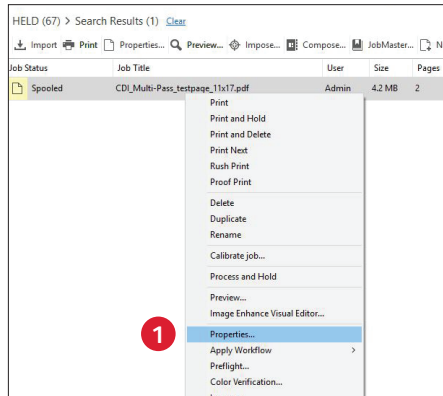 HELD (67) > Search Results (1) Clear
Import Print Properties... Preview... Impose... Compose... JobMaster... N
Job Status Job Title User Size Pages
Spooled CDI_Multi-Pass_testpage_11x17.pdf Admin 4.2 MB 2
Print
Print and Hold
Print and Delete
Print Next
Rush Print
Proof Print
Delete
Duplicate
Rename
Calibrate job...
Process and Hold
Preview...
Image Enhance Visual Editor...
1 Properties...
Apply Workflow >
Preflight...
Color Verification...